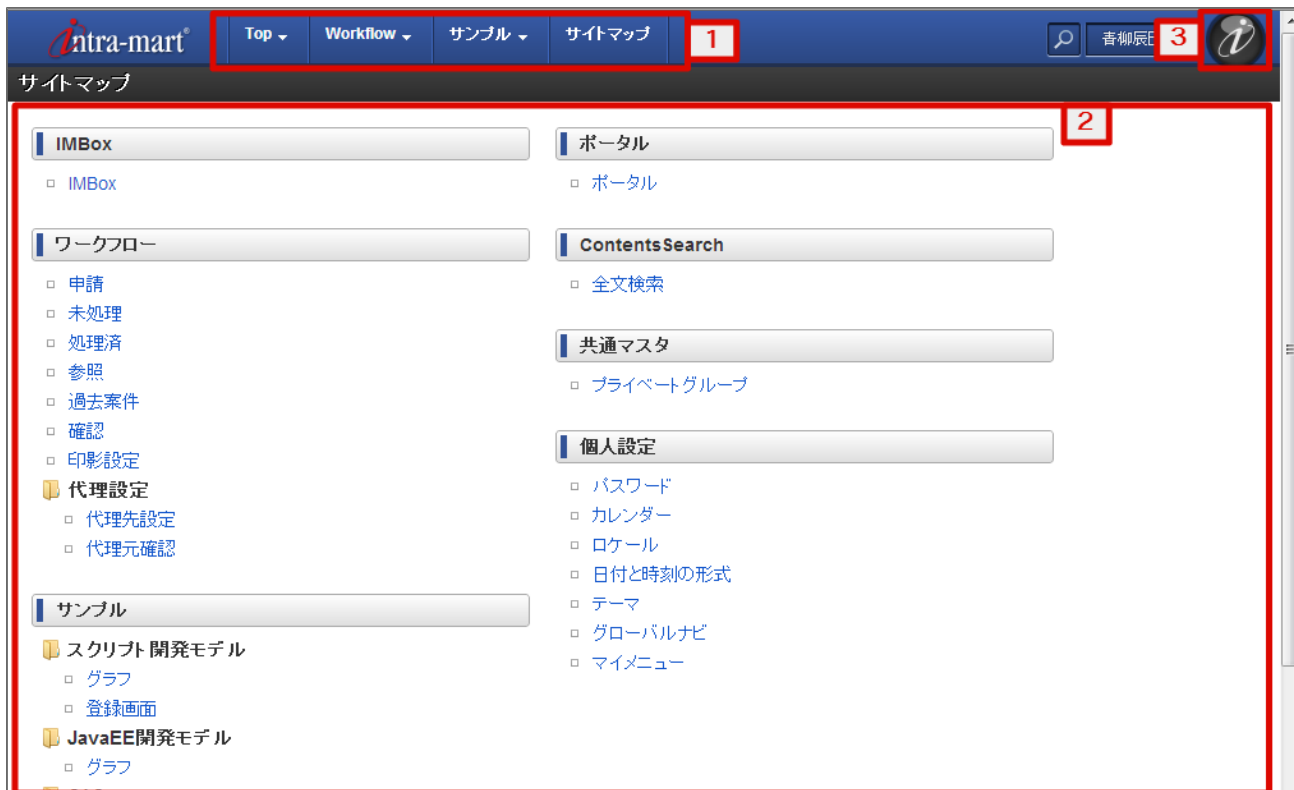 intra-mart®
Top Workflow サンプル サイトマップ 1
青柳辰巳 3
サイトマップ
2
IMBox
IMBox
ワークフロー
申請
未処理
処理済
参照
過去案件
確認
印影設定
代理設定
代理先設定
代理元確認
サンプル
スクリプト開発モデル
グラフ
登録画面
JavaEE開発モデル
グラフ
ポータル
ポータル
ContentsSearch
全文検索
共通マスタ
プライベートグループ
個人設定
パスワード
カレンダー
ロケール
日付と時刻の形式
テーマ
グローバルナビ
マイメニュー